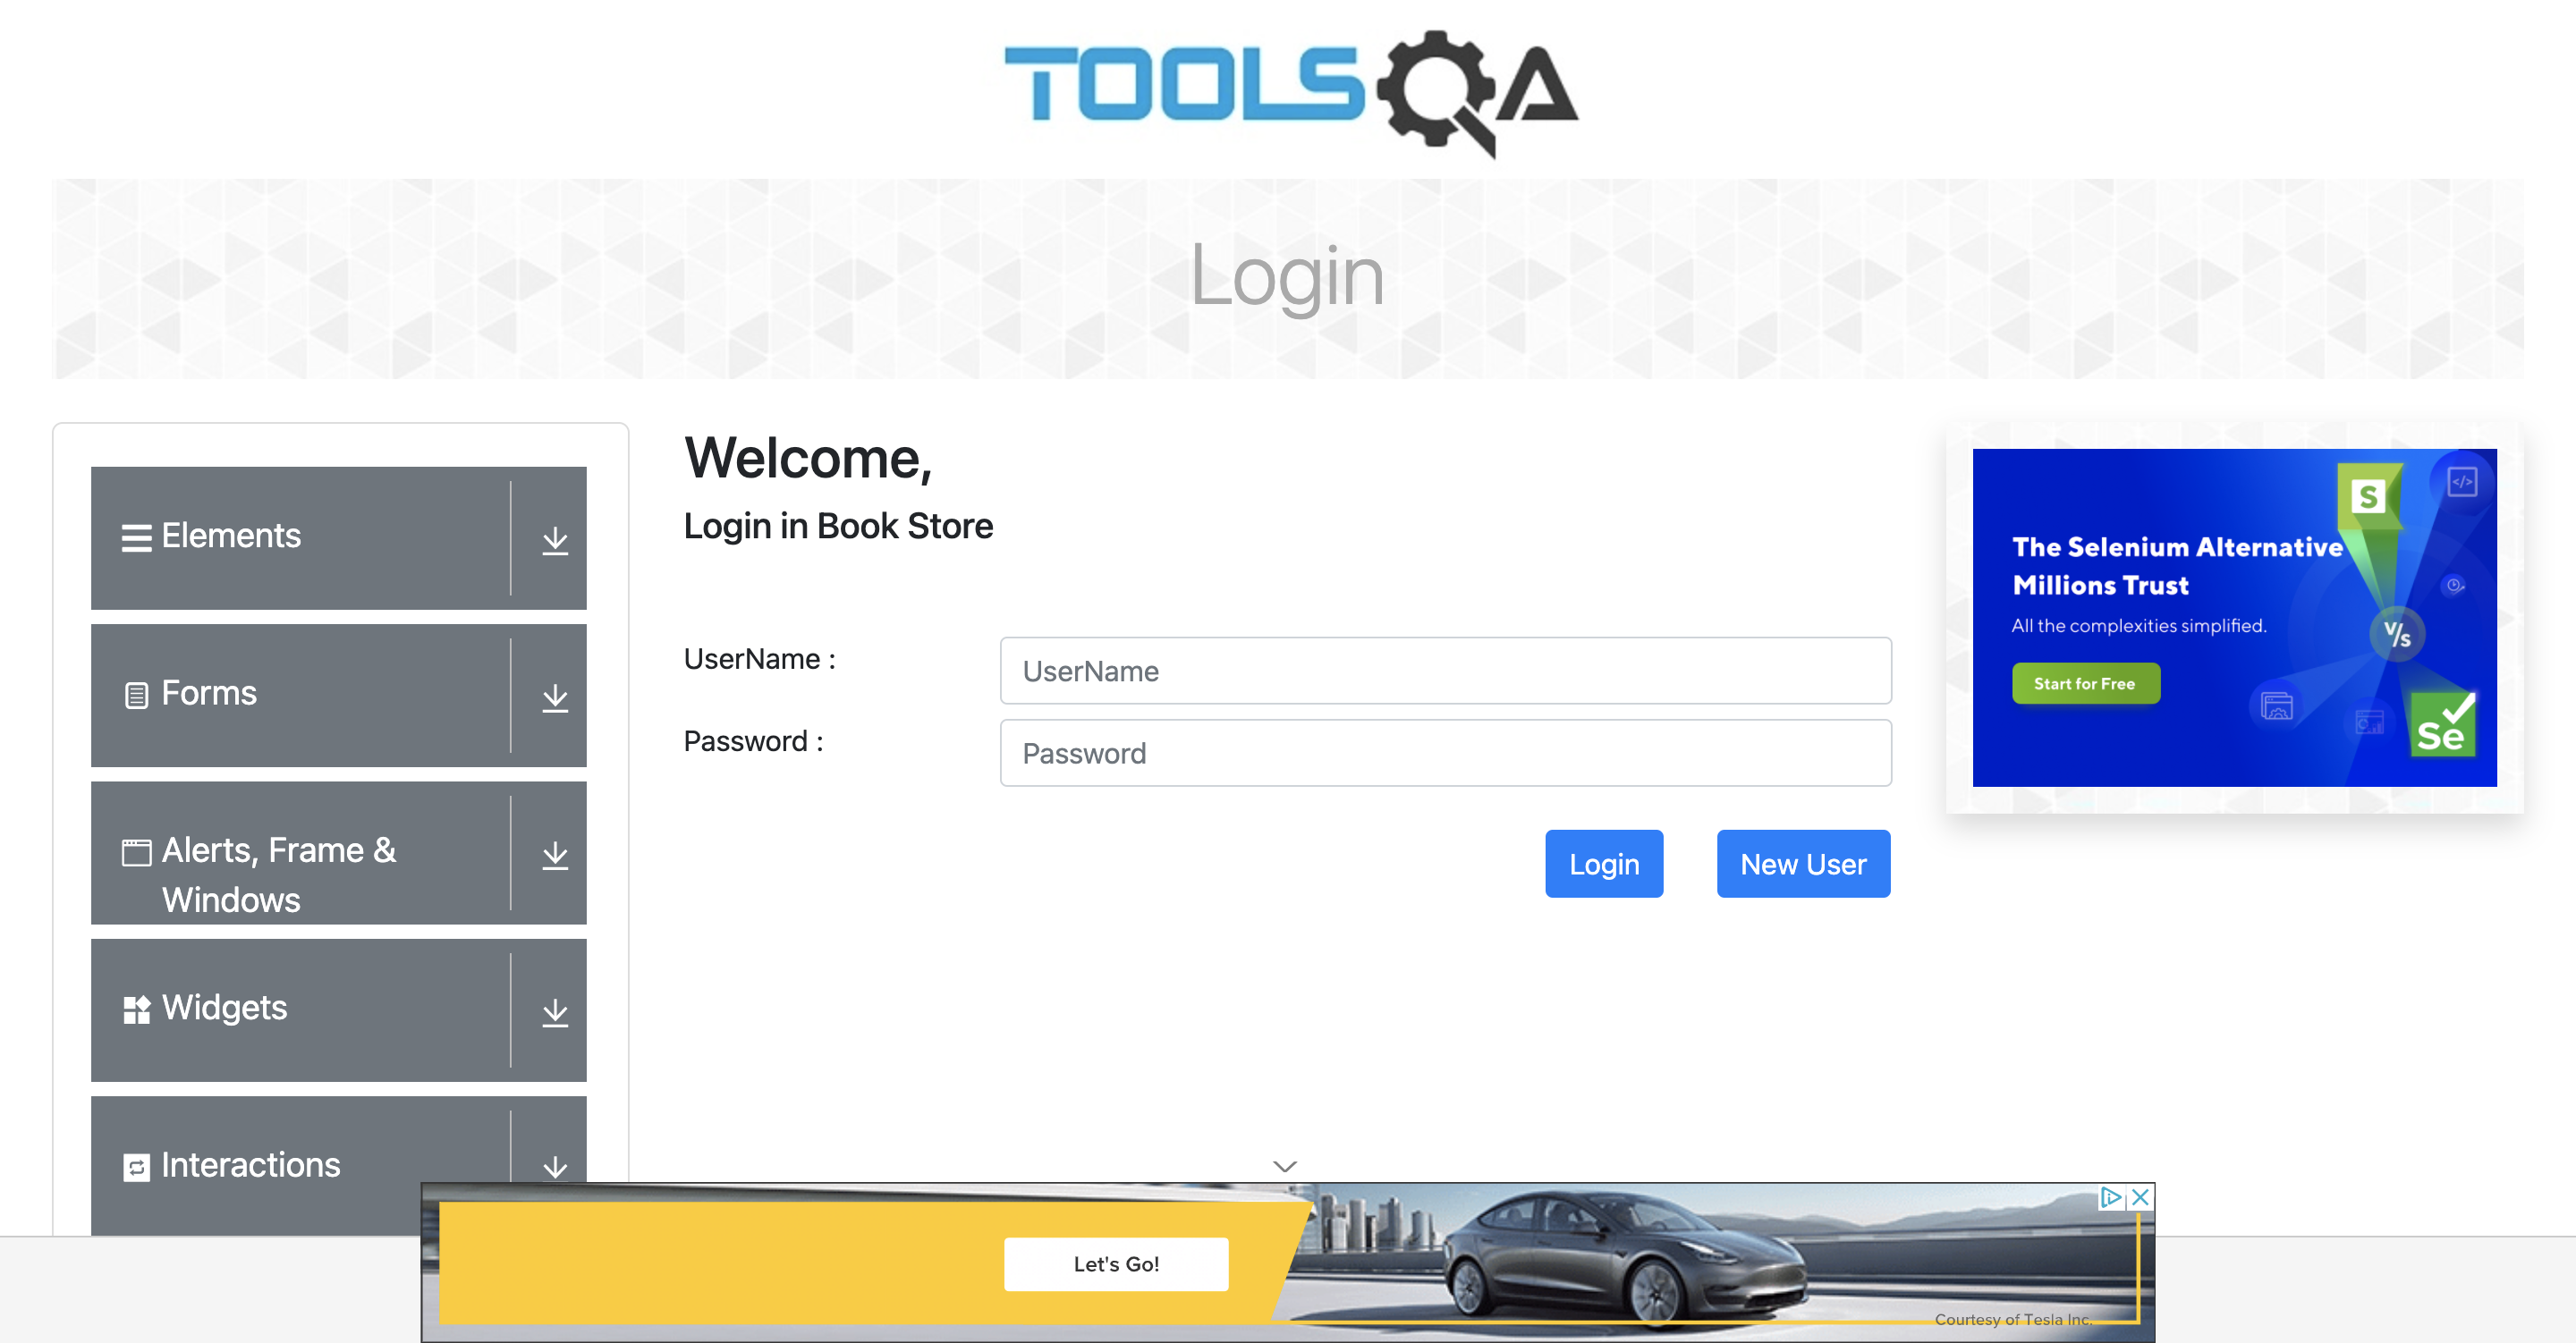 TOOLSQA
Login
Elements
Forms
Alerts, Frame &
Windows
Widgets
Interactions
Welcome,
Login in Book Store
UserName :
UserName
Password :
Password
Login
New User
S
</>
The Selenium Alternative
Millions Trust
All the complexities simplified.
V/s
Start for Free
Se
Let's Go!
Courtesy of Tesla Inc.